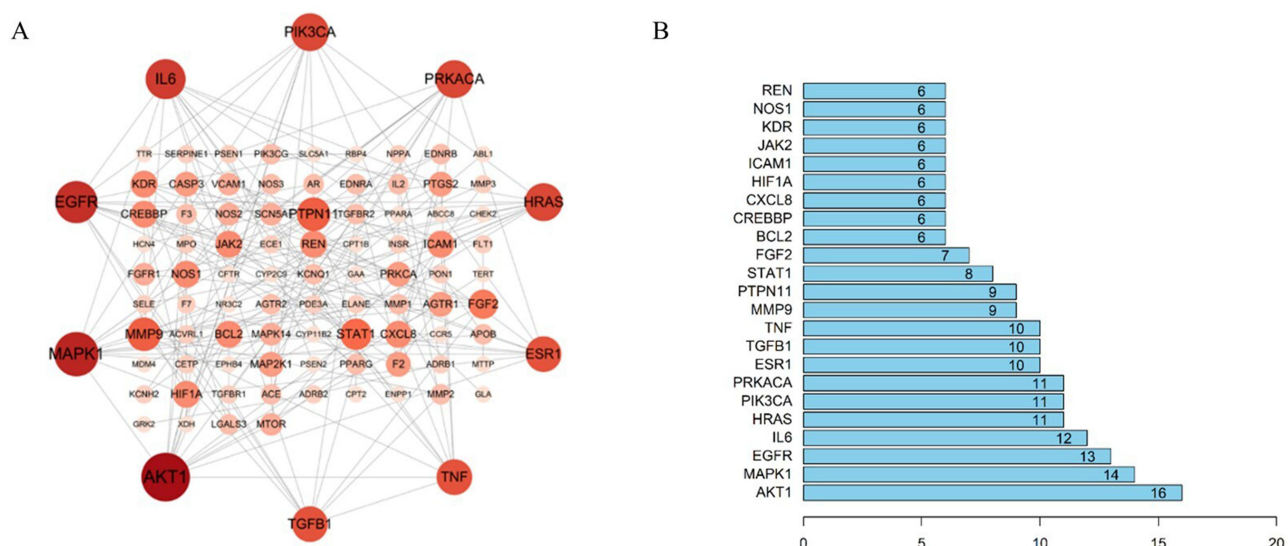 A
B
PIK3CA
IL6
PRKACA
TTR SERPINE1 PSEN1 PIK3CG SLC5A1 RBP4 NPPA EDNRB ABL1
EGFR
KDR CASP3 VCAM1 NOS3 AR EDNRA IL2 PTGS2 MMP3
HRAS
CREBBP F3 NOS2 SCN5A PTPN11 TGFBR2 PPARA ABCC8 CHEK2
HCN4 MPO JAK2 ECE1 REN CPT1B INSR ICAM1 FLT1
FGFR1 NOS1 CFTR CYP2C9 KCNQ1 GAA PRKCA PON1 TERT
SELE F7 NR3C2 AGTR2 PDE3A ELANE MMP1 AGTR1 FGF2
MAPK1
MMP9 ACVRL1 BCL2 MAPK14 CYP11B2 STAT1 CXCL8 CCR5 APOB
ESR1
MDM4 CETP EPHB4 MAP2K1 PSEN2 PPARG F2 ADRB1 MTTP
KCNH2 HIF1A TGFBR1 ACE ADRB2 CPT2 ENPP1 MMP2 GLA
GRK2 XDH LGALS3 MTOR
AKT1
TNF
TGFB1
REN 6
NOS1 6
KDR 6
JAK2 6
ICAM1 6
HIF1A 6
CXCL8 6
CREBBP 6
BCL2 6
FGF2 7
STAT1 8
PTPN11 9
MMP9 9
TNF 10
TGFB1 10
ESR1 10
PRKACA 11
PIK3CA 11
HRAS 11
IL6 12
EGFR 13
MAPK1 14
AKT1 16
0 5 10 15 20